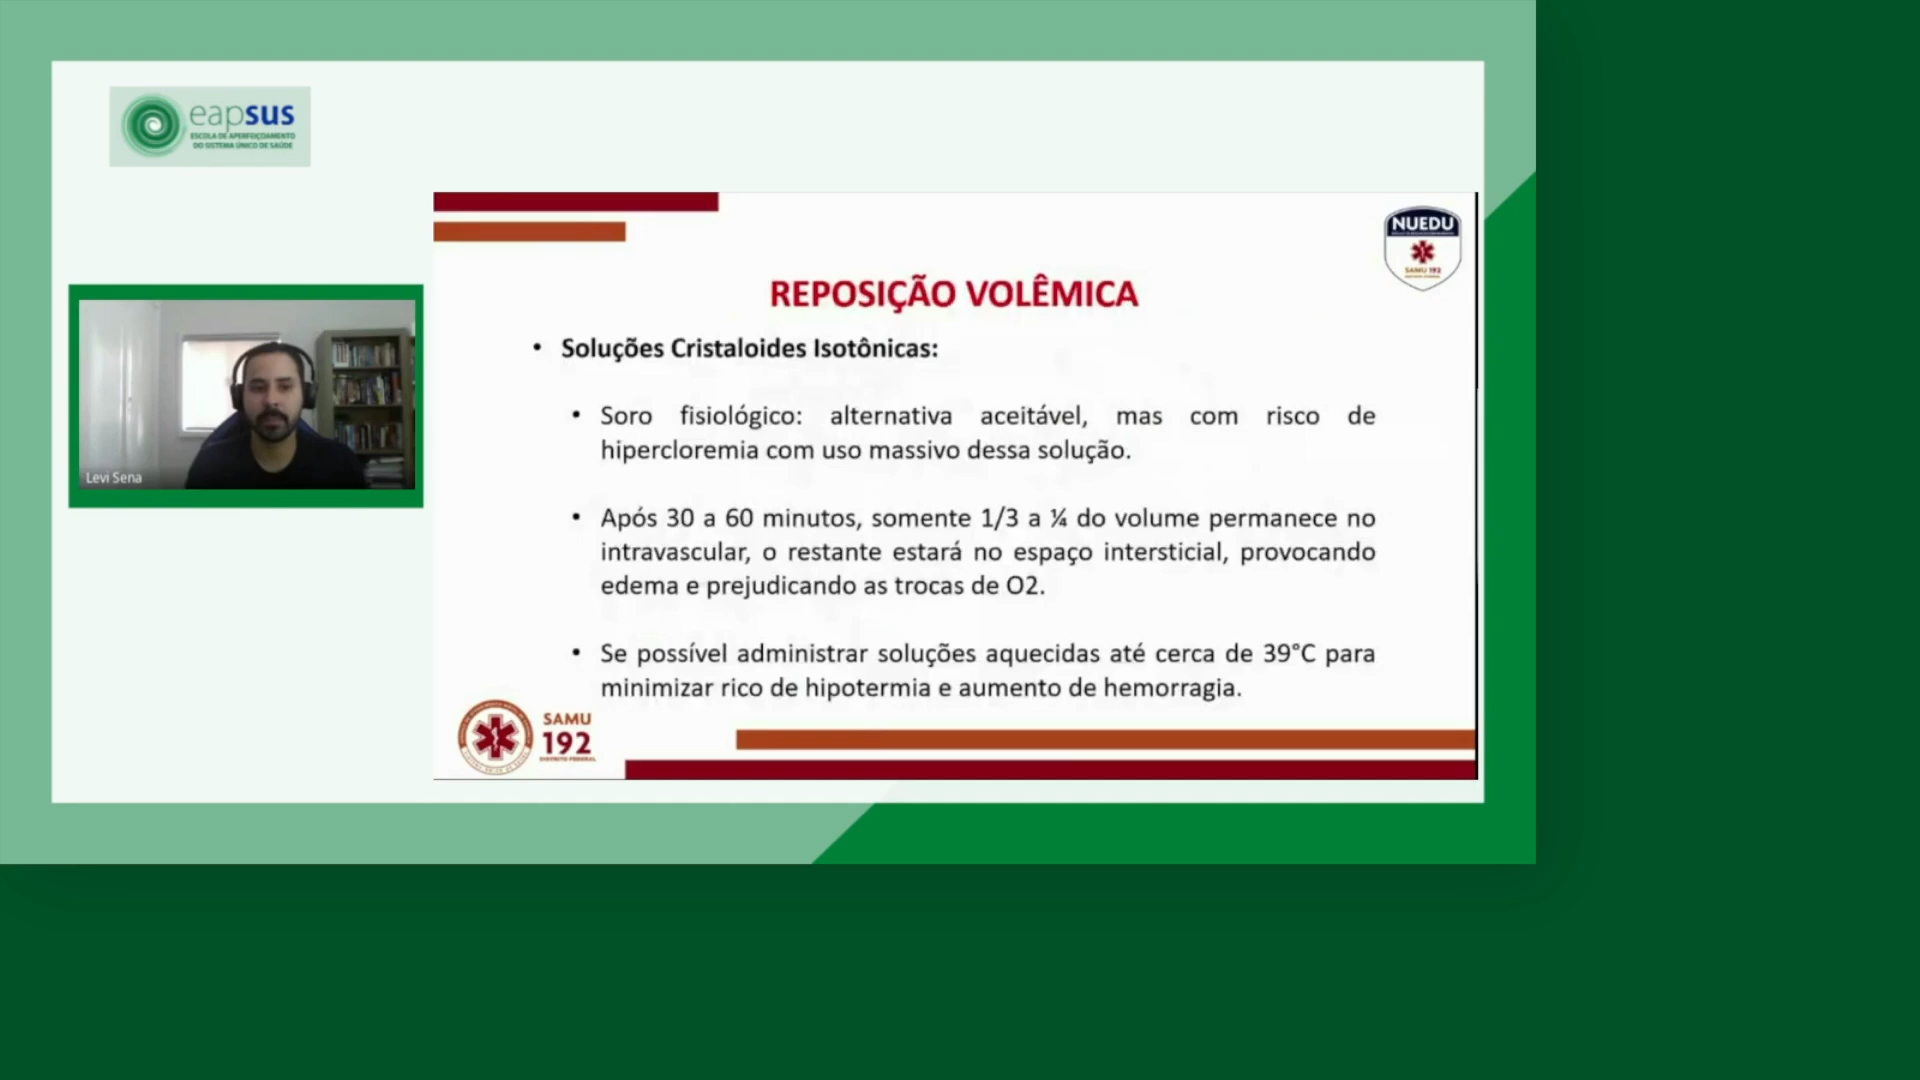 eapsus
ESCOLA DE APERFEIÇOAMENTO
DO SISTEMA ÚNICO DE SAÚDE
NUEDU
SAMU 192
REPOSIÇÃO VOLÊMICA
• Soluções Cristaloides Isotônicas:
• Soro fisiológico: alternativa aceitável, mas com risco de
hipercloremia com uso massivo dessa solução.
• Após 30 a 60 minutos, somente 1/3 a ¼ do volume permanece no
intravascular, o restante estará no espaço intersticial, provocando
edema e prejudicando as trocas de O2.
• Se possível administrar soluções aquecidas até cerca de 39°C para
minimizar rico de hipotermia e aumento de hemorragia.
Levi Sena
SAMU
192
DISTRITO FEDERAL